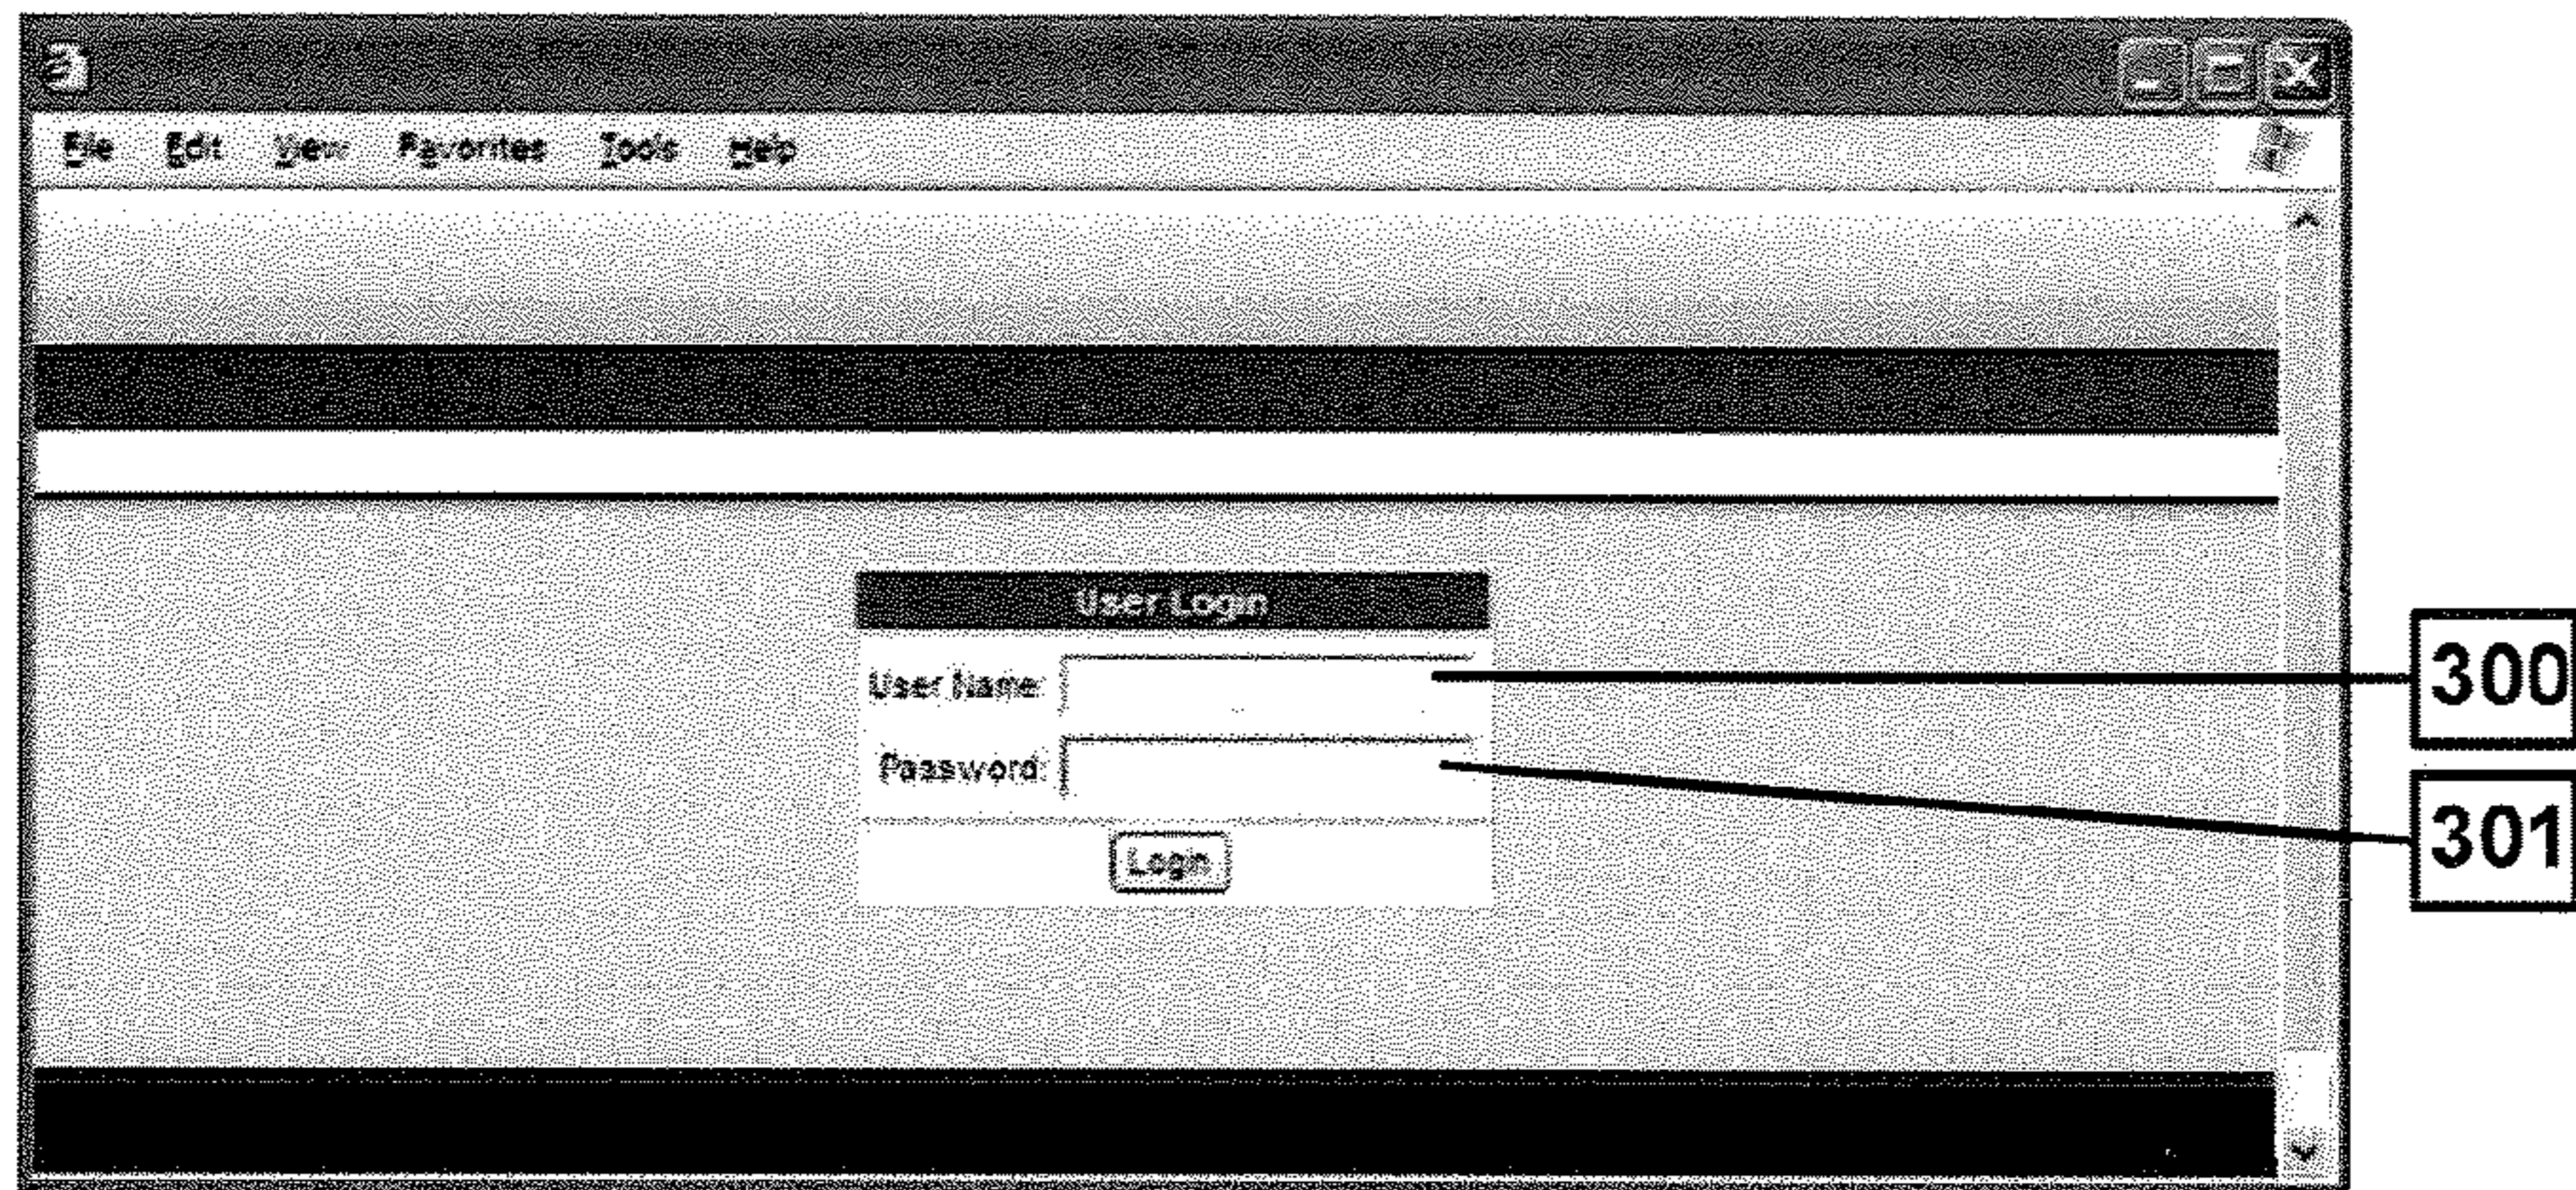 File Edit View Favorites Tools Help
User Login
User Name:
300
Password:
301
Login